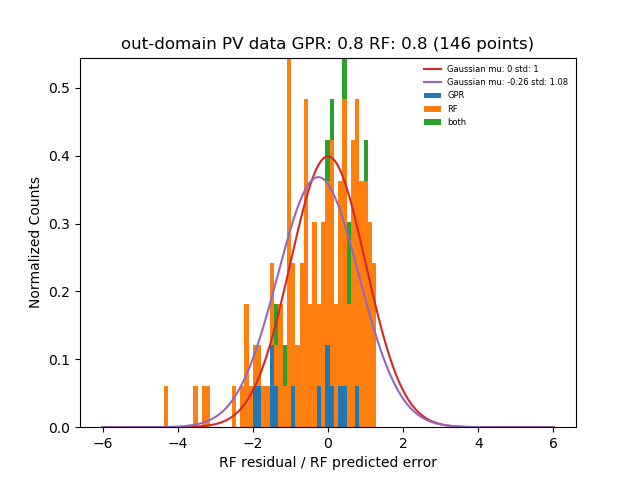 out-domain PV data GPR: 0.8 RF: 0.8 (146 points)
Gaussian mu: 0 std: 1
Gaussian mu: -0.26 std: 1.08
GPR
RF
both
Normalized Counts
0.5
0.4
0.3
0.2
0.1
0.0
−6 −4 −2 0 2 4 6
RF residual / RF predicted error